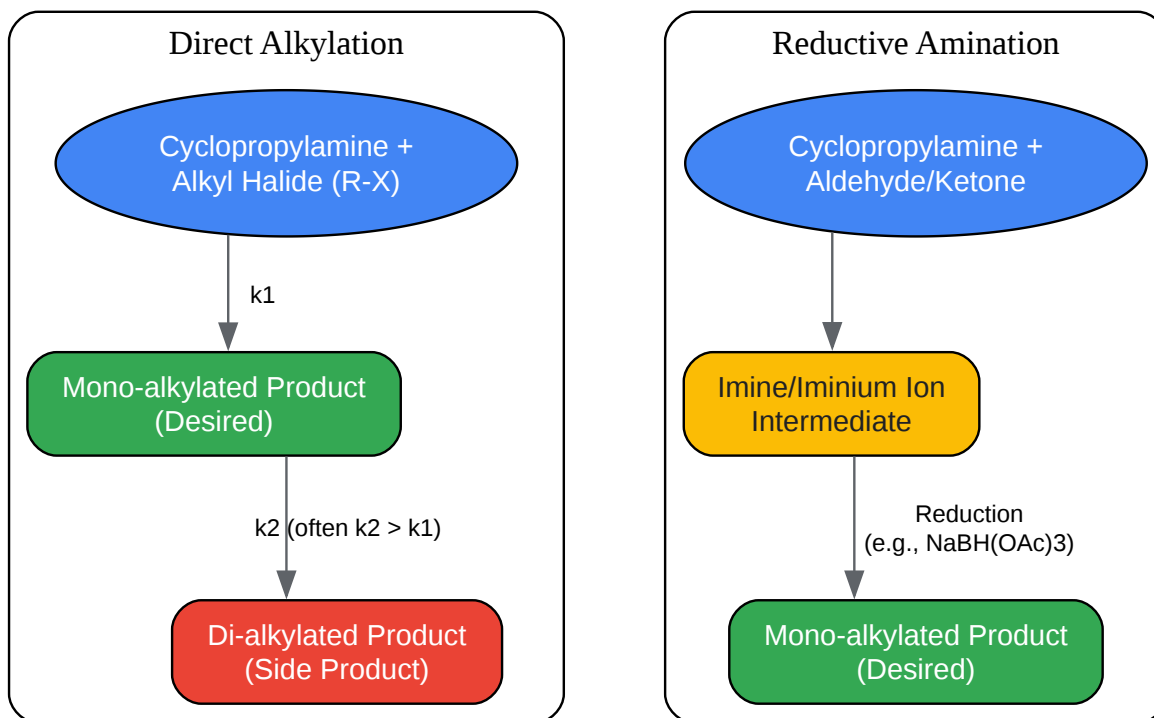 Direct Alkylation
Cyclopropylamine +
Alkyl Halide (R-X)
k1
Mono-alkylated Product
(Desired)
k2 (often k2 > k1)
Di-alkylated Product
(Side Product)
Reductive Amination
Cyclopropylamine +
Aldehyde/Ketone
Imine/Iminium Ion
Intermediate
Reduction
(e.g., NaBH(OAc)3)
Mono-alkylated Product
(Desired)